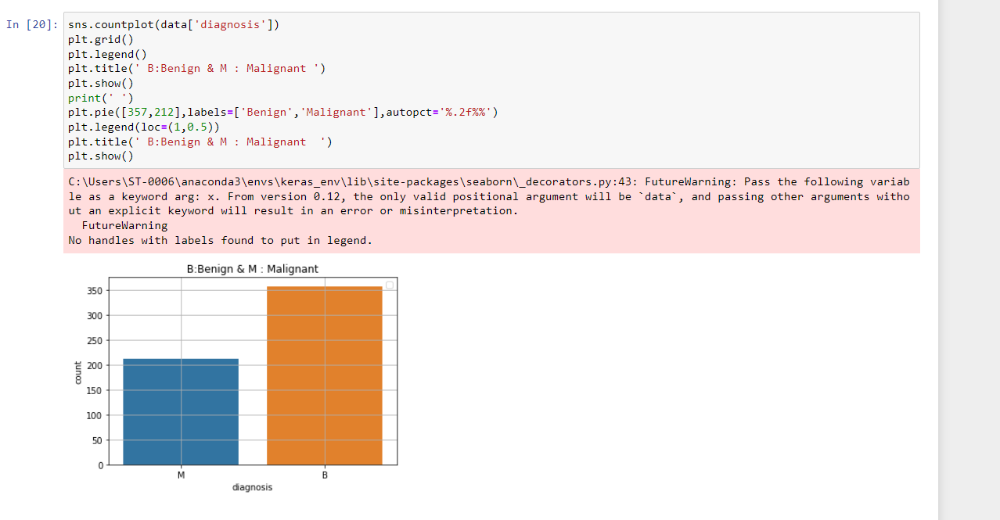 In [20]:
sns.countplot(data['diagnosis'])
plt.grid()
plt.legend()
plt.title(' B:Benign & M : Malignant ')
plt.show()
print(' ')
plt.pie([357,212],labels=['Benign','Malignant'],autopct='%.2f%%')
plt.legend(loc=(1,0.5))
plt.title(' B:Benign & M : Malignant  ')
plt.show()
C:\Users\ST-0006\anaconda3\envs\keras_env\lib\site-packages\seaborn\_decorators.py:43: FutureWarning: Pass the following variab
le as a keyword arg: x. From version 0.12, the only valid positional argument will be `data`, and passing other arguments witho
ut an explicit keyword will result in an error or misinterpretation.
  FutureWarning
No handles with labels found to put in legend.
B:Benign & M : Malignant
350
300
250
200
150
100
50
0
count
M B
diagnosis